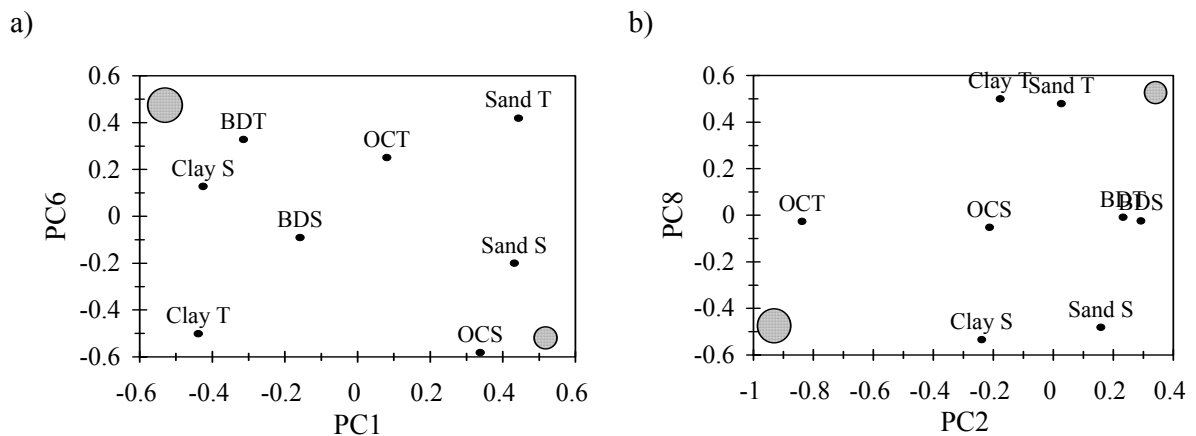 a)
b)
0.6
0.4
0.2
0
-0.2
-0.4
-0.6
PC6
Sand T
BDT
OCT
Clay S
BDS
Sand S
Clay T
OCS
-0.6 -0.4 -0.2 0 0.2 0.4 0.6
PC1
0.6
0.4
0.2
0
-0.2
-0.4
-0.6
PC8
Clay T Sand T
OCT
OCS
BDT
BDS
Clay S
Sand S
-1 -0.8 -0.6 -0.4 -0.2 0 0.2 0.4
PC2